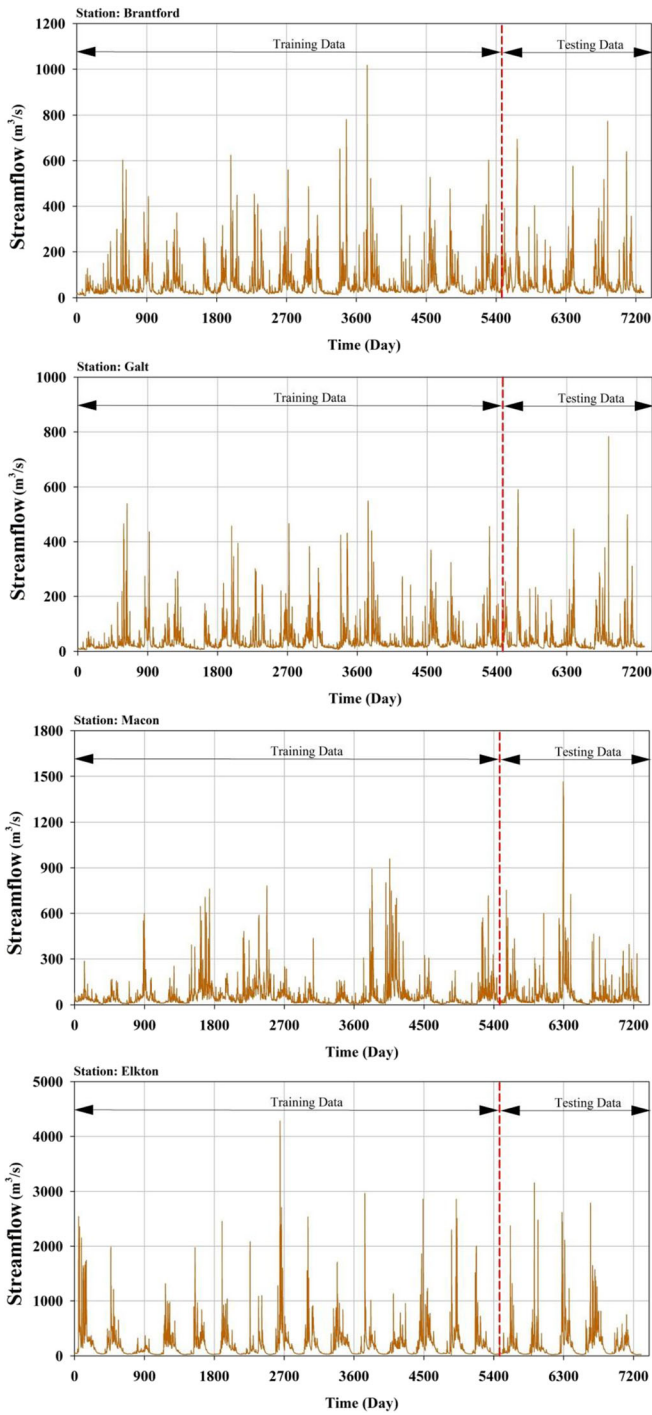 Station: Brantford
1200
Training Data
Testing Data
1000
800
600
400
200
0
Streamflow (m³/s)
0 900 1800 2700 3600 4500 5400 6300 7200
Time (Day)
Station: Galt
1000
Training Data
Testing Data
800
600
400
200
0
Streamflow (m³/s)
0 900 1800 2700 3600 4500 5400 6300 7200
Time (Day)
Station: Macon
1800
Training Data
Testing Data
1500
1200
900
600
300
0
Streamflow (m³/s)
0 900 1800 2700 3600 4500 5400 6300 7200
Time (Day)
Station: Elkton
5000
Training Data
Testing Data
4000
3000
2000
1000
0
Streamflow (m³/s)
0 900 1800 2700 3600 4500 5400 6300 7200
Time (Day)